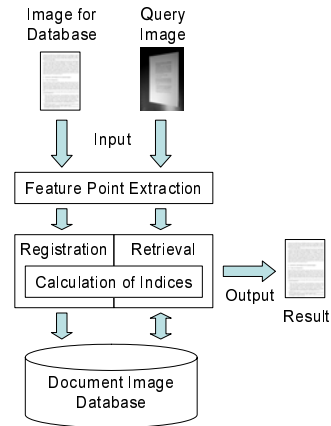 Image for
Database
Query
Image
Input
Feature Point Extraction
Registration
Retrieval
Calculation of Indices
Output
Result
Document Image
Database